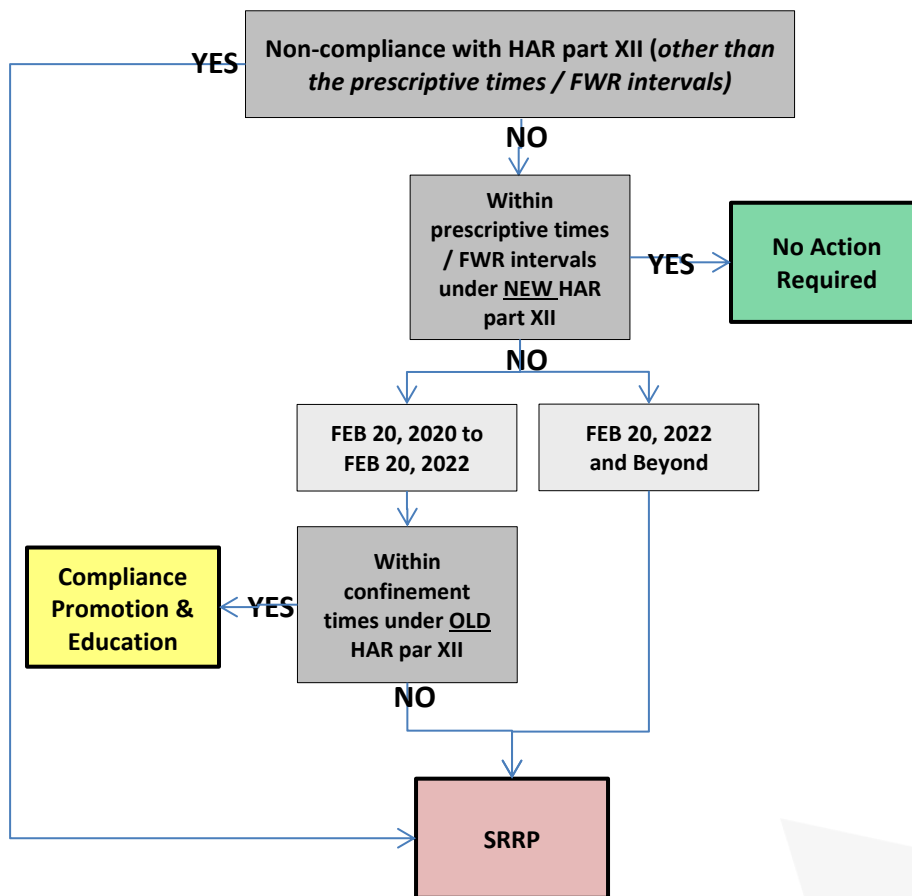 Non-compliance with HAR part XII (other than
the prescriptive times / FWR intervals)
YES
NO
Within
prescriptive times
/ FWR intervals
under NEW HAR
part XII
YES
No Action
Required
NO
FEB 20, 2020 to
FEB 20, 2022
FEB 20, 2022
and Beyond
Within
confinement
times under OLD
HAR par XII
YES
Compliance
Promotion &
Education
NO
SRRP